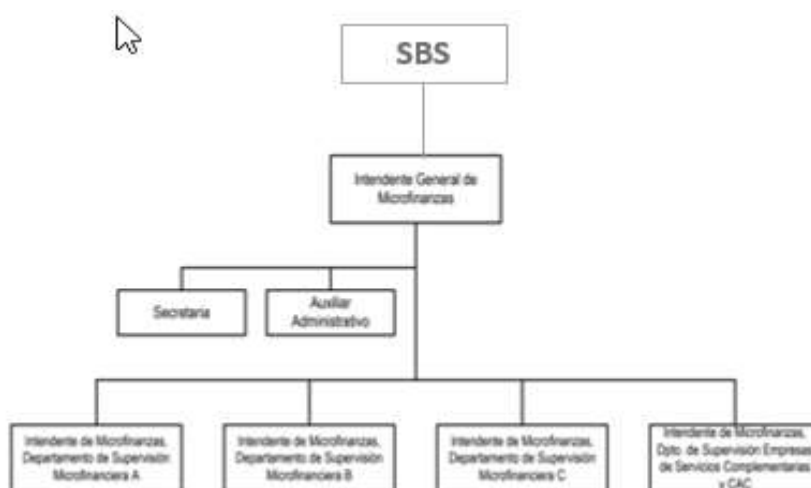 SBS
Intendente General de
Microfinanzas
Secretaria
Auxiliar
Administrativo
Intendente de Microfinanzas,
Departamento de Supervisión
Microfinanciera A
Intendente de Microfinanzas,
Departamento de Supervisión
Microfinanciera B
Intendente de Microfinanzas,
Departamento de Supervisión
Microfinanciera C
Intendente de Microfinanzas,
Dpto. de Supervisión Empresas
de Servicios Complementarias
y CAC